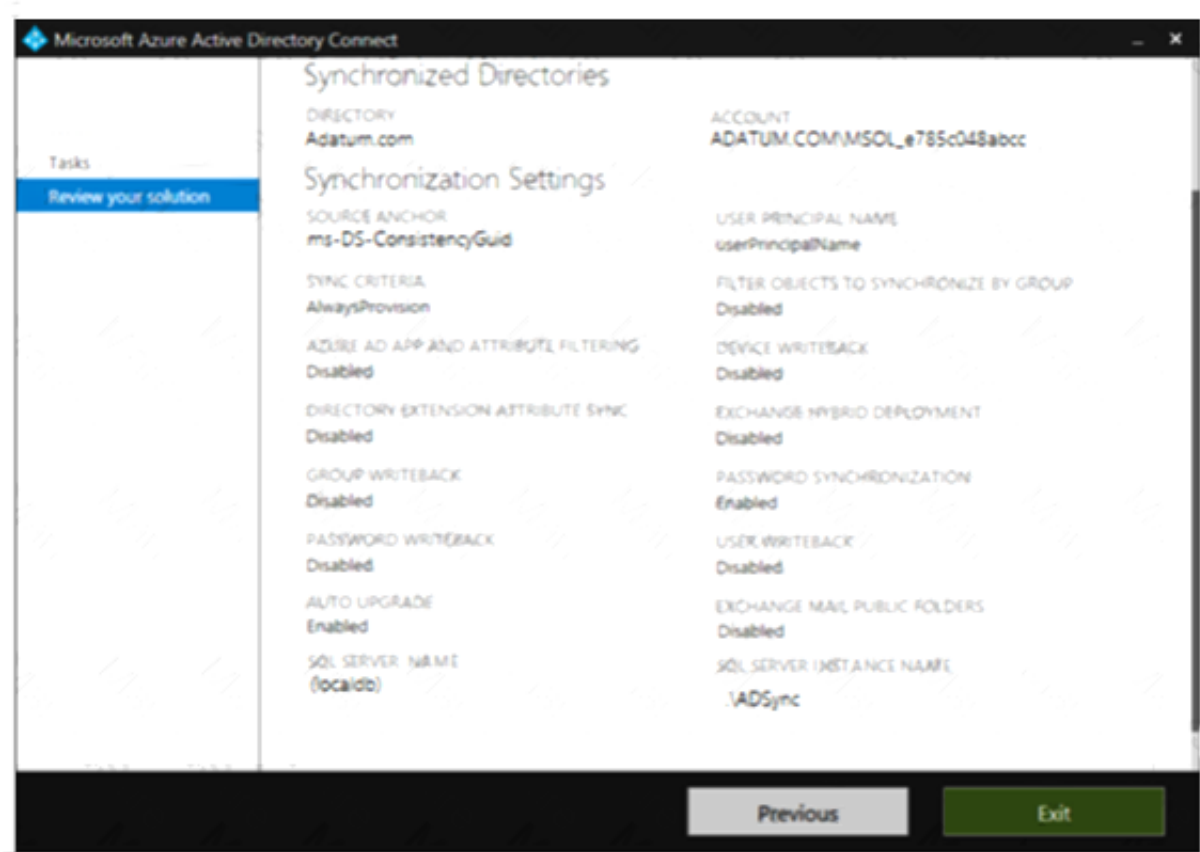 Microsoft Azure Active Directory Connect
Synchronized Directories
DIRECTORY
ACCOUNT
Adatum.com
ADATUM.COM\MSOL_e785c048abcc
Tasks
Review your solution
Synchronization Settings
SOURCE ANCHOR
USER PRINCIPAL NAME
ms-DS-ConsistencyGuid
userPrincipalName
SYNC CRITERIA
FILTER OBJECTS TO SYNCHRONIZE BY GROUP
AlwaysProvision
Disabled
AZURE AD APP AND ATTRIBUTE FILTERING
DEVICE WRITEBACK
Disabled
Disabled
DIRECTORY EXTENSION ATTRIBUTE SYNC
EXCHANGE HYBRID DEPLOYMENT
Disabled
Disabled
GROUP WRITEBACK
PASSWORD SYNCHRONIZATION
Disabled
Enabled
PASSWORD WRITEBACK
USER WRITEBACK
Disabled
Disabled
AUTO UPGRADE
EXCHANGE MAIL PUBLIC FOLDERS
Enabled
Disabled
SQL SERVER NAME
SQL SERVER INSTANCE NAME
(localdb)
.\ADSync
Previous
Exit